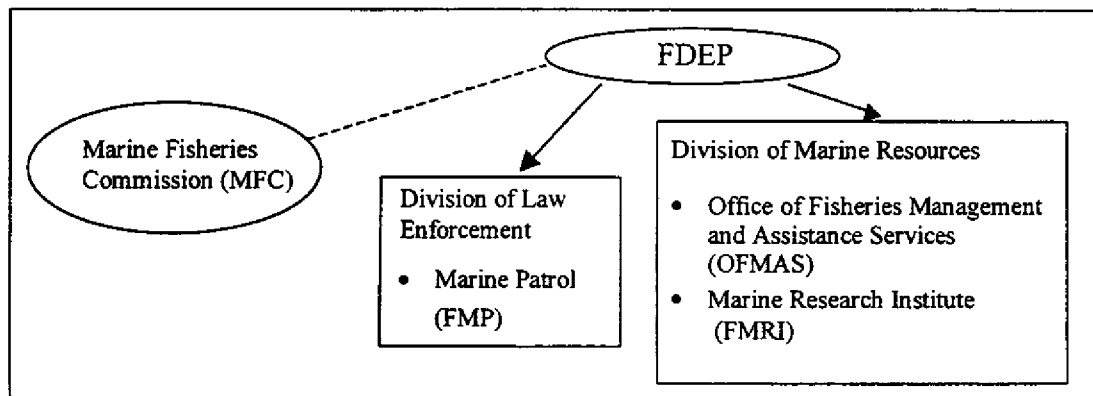 FDEP
Marine Fisheries
Commission (MFC)
Division of Law
Enforcement
• Marine Patrol
(FMP)
Division of Marine Resources
• Office of Fisheries Management
and Assistance Services
(OFMAS)
• Marine Research Institute
(FMRI)